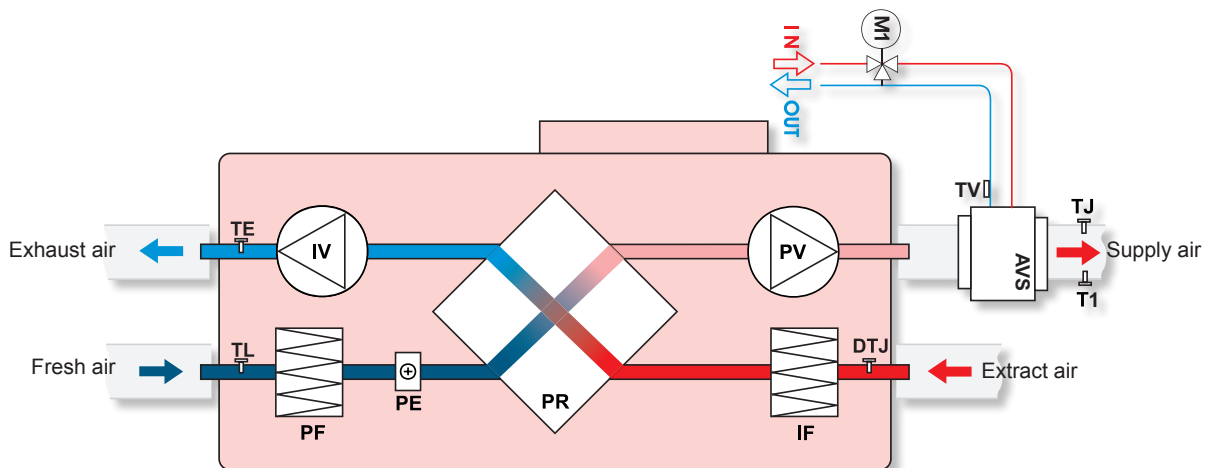 M1
IN
OUT
TV
TJ
TE
Exhaust air
IV
PV
Supply air
AVS
T1
TL
DTJ
Fresh air
Extract air
PE
PR
PF
IF